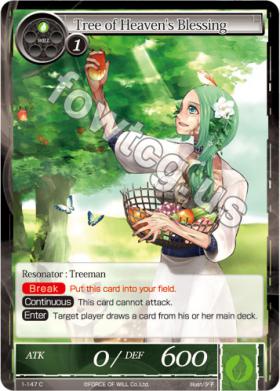 Tree of Heaven's Blessing
WILL
1
fowtcg.us
Resonator : Treeman
Break Put this card into your field.
Continuous This card cannot attack.
Enter Target player draws a card from his or her main deck.
ATK 0 / DEF 600
1-147 C
©FORCE OF WILL Co.,Ltd.